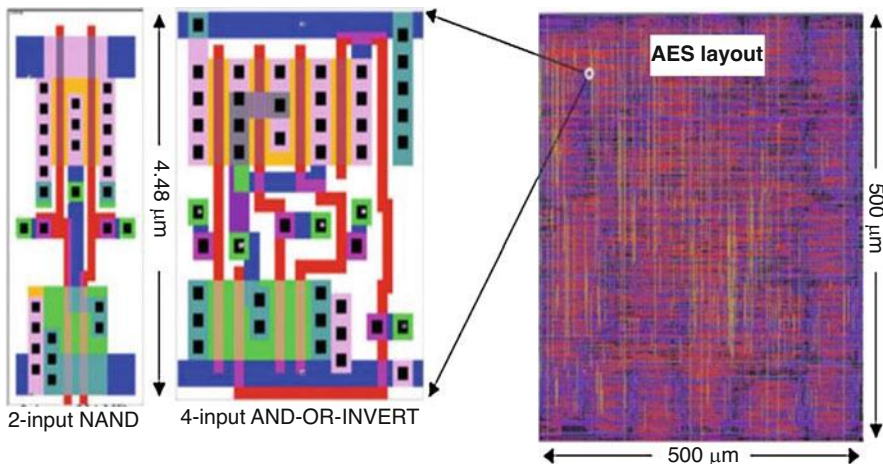 AES layout
4.48 μm
500 μm
2-input NAND
4-input AND-OR-INVERT
500 μm